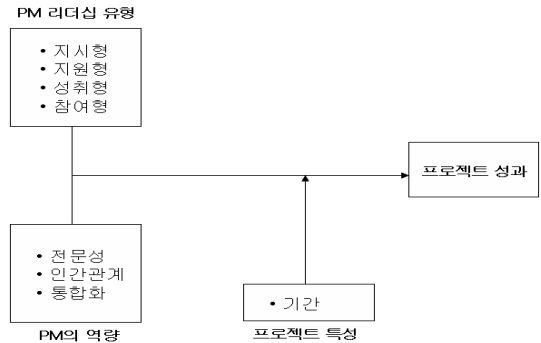 PM 리더십 유형
• 지시형
• 지원형
• 성취형
• 참여형
프로젝트 성과
• 전문성
• 인간관계
• 통합화
• 기간
PM의 역량
프로젝트 특성